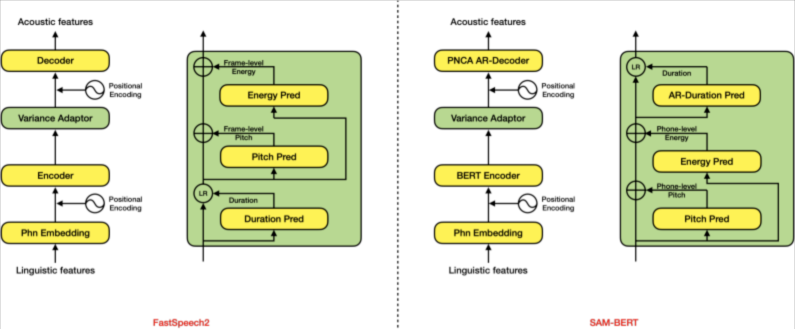 Acoustic features
Decoder
Positional
Encoding
Variance Adaptor
Encoder
Positional
Encoding
Phn Embedding
Linguistic features
Frame-level
Energy
Energy Pred
Frame-level
Pitch
Pitch Pred
LR
Duration
Duration Pred
FastSpeech2
Acoustic features
PNCA AR-Decoder
Positional
Encoding
Variance Adaptor
BERT Encoder
Positional
Encoding
Phn Embedding
Linguistic features
LR
Duration
AR-Duration Pred
Phone-level
Energy
Energy Pred
Phone-level
Pitch
Pitch Pred
SAM-BERT